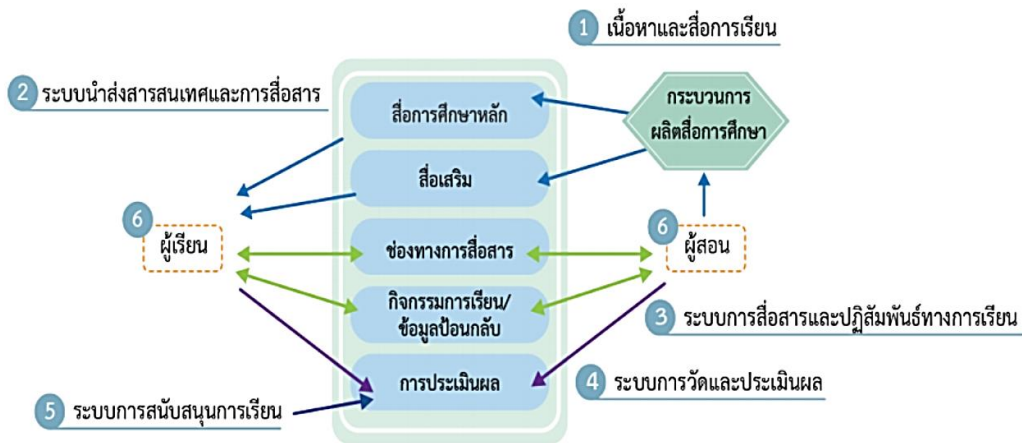 1 เนื้อหาและสื่อการเรียน
2 ระบบนำส่งสารสนเทศและการสื่อสาร
สื่อการศึกษาหลัก
กระบวนการ
ผลิตสื่อการศึกษา
สื่อเสริม
6
ผู้เรียน
ช่องทางการสื่อสาร
6
ผู้สอน
กิจกรรมการเรียน/
ข้อมูลป้อนกลับ
3 ระบบการสื่อสารและปฏิสัมพันธ์ทางการเรียน
การประเมินผล
4 ระบบการวัดและประเมินผล
5 ระบบการสนับสนุนการเรียน